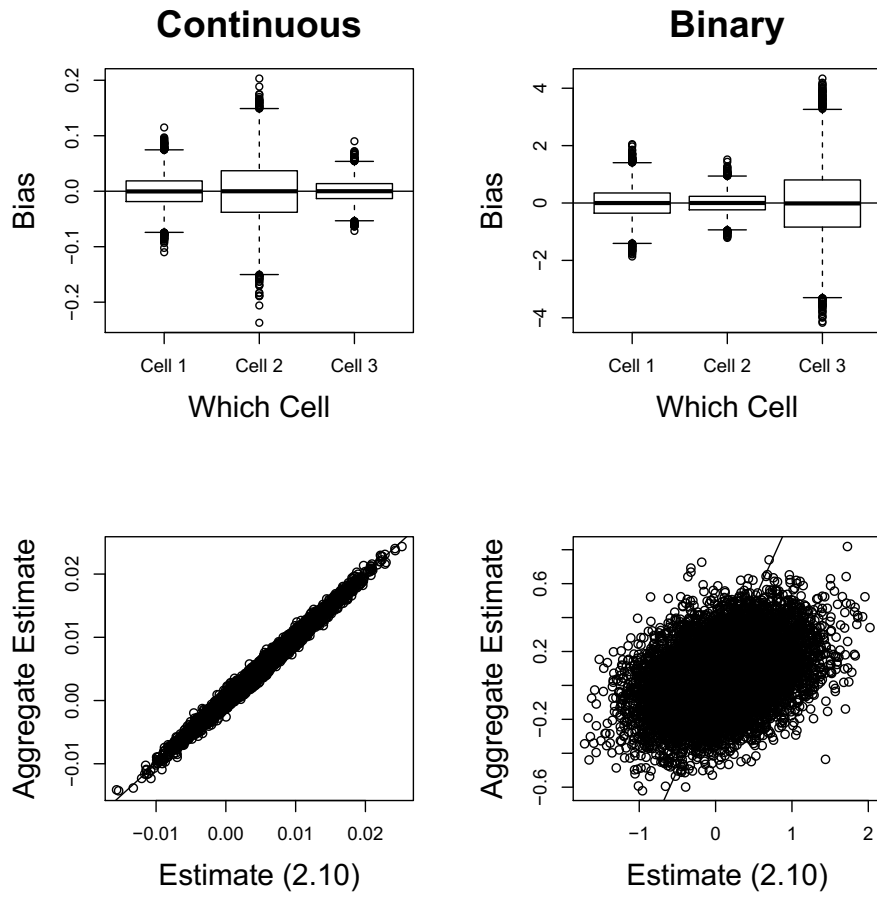 Continuous
Binary
Bias
0.2
0.1
0.0
−0.1
−0.2
Cell 1 Cell 2 Cell 3
Which Cell
Bias
4
2
0
−2
−4
Cell 1 Cell 2 Cell 3
Which Cell
Aggregate Estimate
0.02
0.01
0.00
−0.01
−0.01 0.00 0.01 0.02
Estimate (2.10)
Aggregate Estimate
0.6
0.2
−0.2
−0.6
−1 0 1 2
Estimate (2.10)